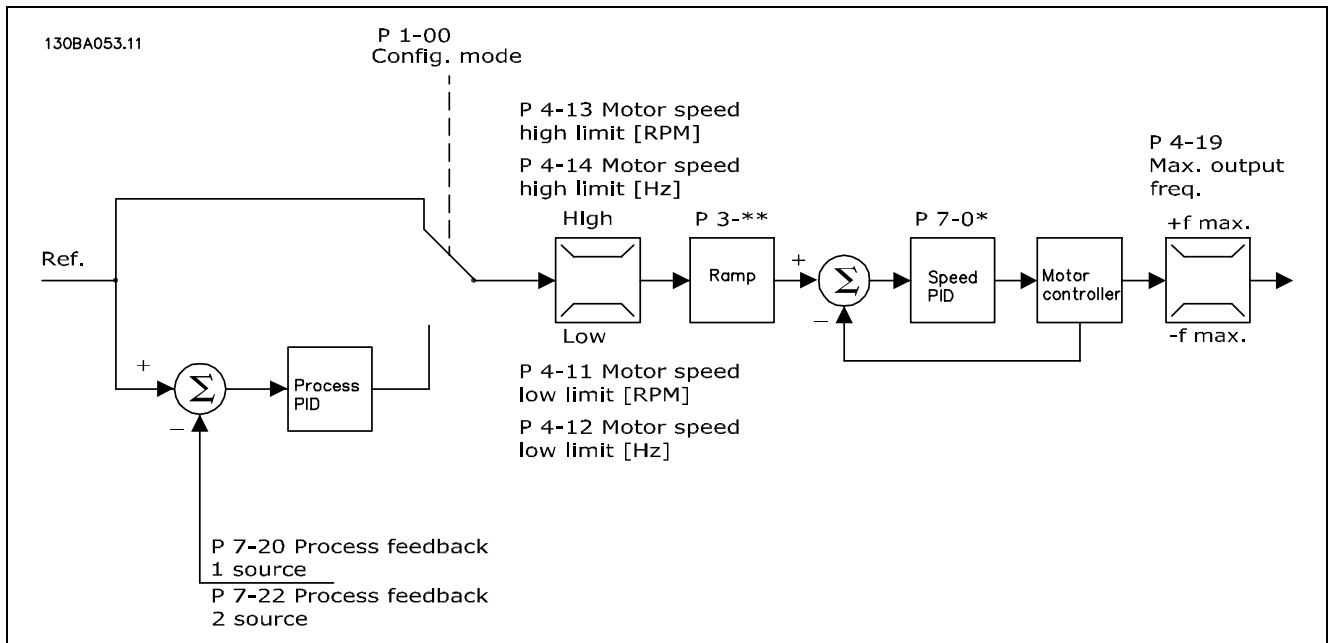 130BA053.11
P 1-00
Config. mode
P 4-13 Motor speed
high limit [RPM]
P 4-14 Motor speed
high limit [Hz]
P 4-19
Max. output
freq.
HIgh
P 3-**
P 7-0*
+f max.
Ref.
Ramp
+
Σ
Speed
PID
Motor
controller
−
Low
-f max.
+
Σ
Process
PID
−
P 4-11 Motor speed
low limit [RPM]
P 4-12 Motor speed
low limit [Hz]
P 7-20 Process feedback
1 source
P 7-22 Process feedback
2 source